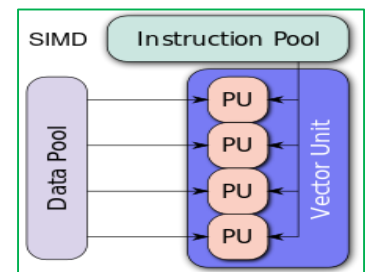 SIMD
Instruction Pool
Data Pool
PU
PU
PU
PU
Vector Unit